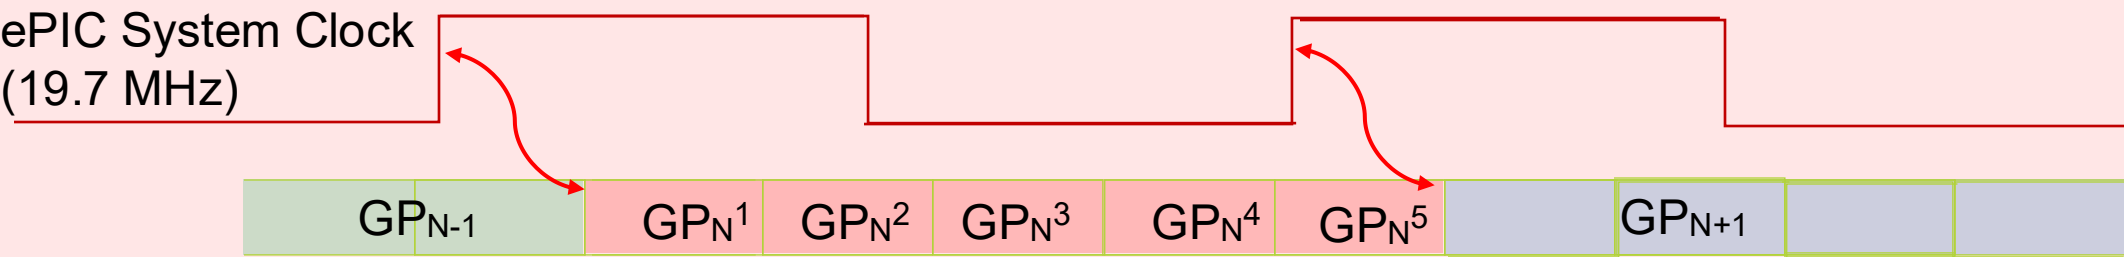 ePIC System Clock
(19.7 MHz)
GPN-1 GPN1 GPN2 GPN3 GPN4 GPN5 GPN+1